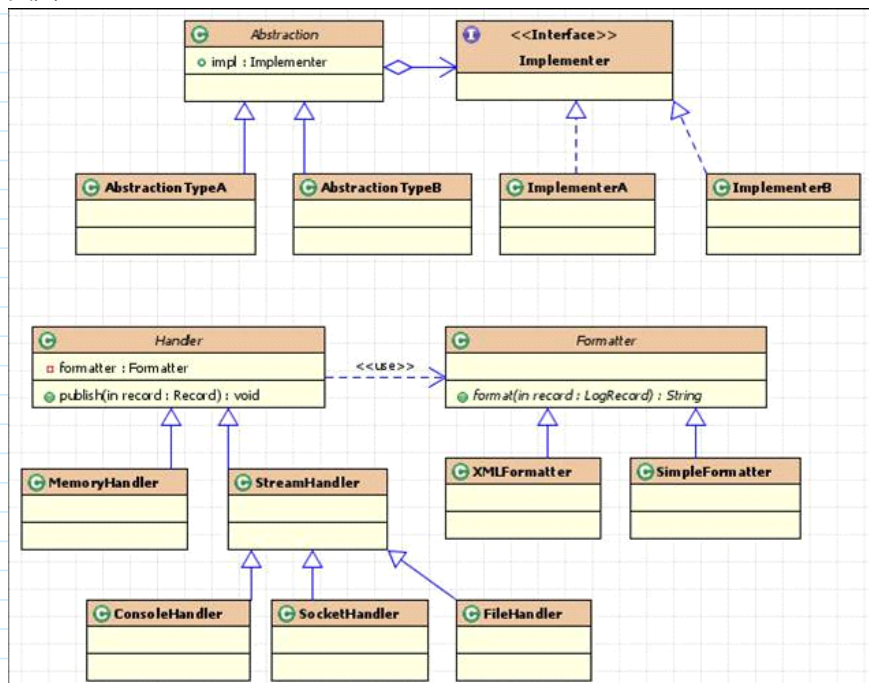 Abstraction
impl : Implementer
<<Interface>>
Implementer
AbstractionTypeA
AbstractionTypeB
ImplementerA
ImplementerB
Handler
formatter : Formatter
publish(in record : Record) : void
<<use>>
Formatter
format(in record : LogRecord) : String
MemoryHandler
StreamHandler
XMLFormatter
SimpleFormatter
ConsoleHandler
SocketHandler
FileHandler